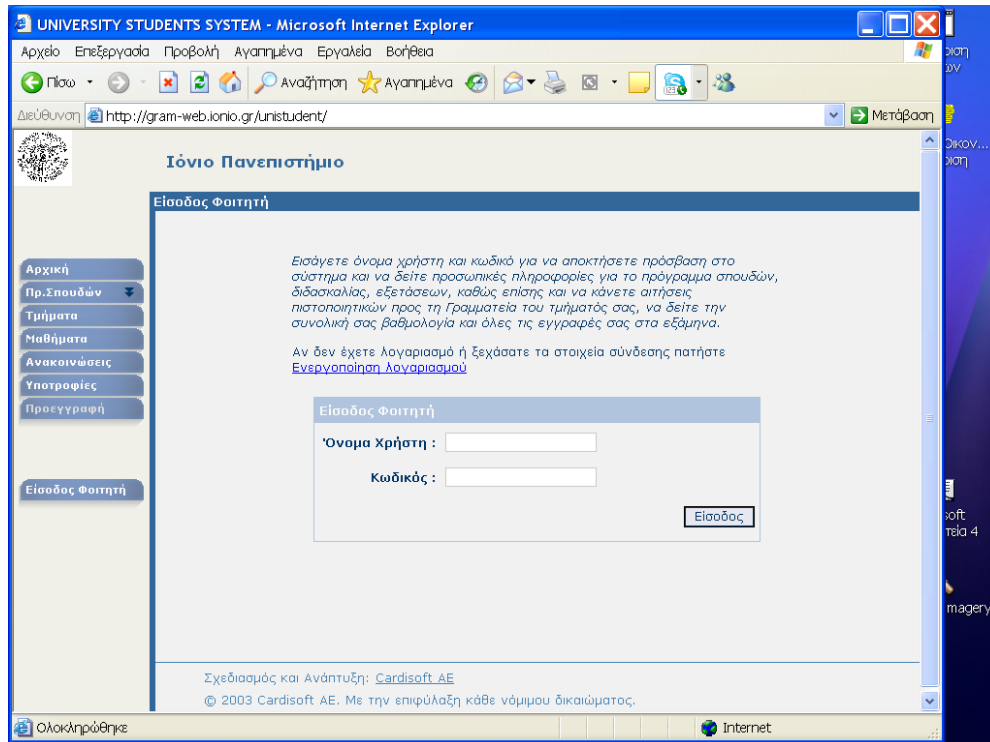 UNIVERSITY STUDENTS SYSTEM - Microsoft Internet Explorer
Αρχείο Επεξεργασία Προβολή Αγαπημένα Εργαλεία Βοήθεια
Πίσω Αναζήτηση Αγαπημένα
Διεύθυνση http://gram-web.ionio.gr/unistudent/ Μετάβαση
Ιόνιο Πανεπιστήμιο
Είσοδος Φοιτητή
Αρχική
Πρ.Σπουδών
Τμήματα
Μαθήματα
Ανακοινώσεις
Υποτροφίες
Προεγγραφή
Είσοδος Φοιτητή
Εισάγετε όνομα χρήστη και κωδικό για να αποκτήσετε πρόσβαση στο
σύστημα και να δείτε προσωπικές πληροφορίες για το πρόγραμμα σπουδών,
διδασκαλίας, εξετάσεων, καθώς επίσης και να κάνετε αιτήσεις
πιστοποιητικών προς τη Γραμματεία του τμήματός σας, να δείτε την
συνολική σας βαθμολογία και όλες τις εγγραφές σας στα εξάμηνα.
Αν δεν έχετε λογαριασμό ή ξεχάσατε τα στοιχεία σύνδεσης πατήστε
Ενεργοποίηση λογαριασμού
Είσοδος Φοιτητή
Όνομα Χρήστη :
Κωδικός :
Είσοδος
Σχεδιασμός και Ανάπτυξη: Cardisoft AE
© 2003 Cardisoft AE. Με την επιφύλαξη κάθε νόμιμου δικαιώματος.
Ολοκληρώθηκε Internet